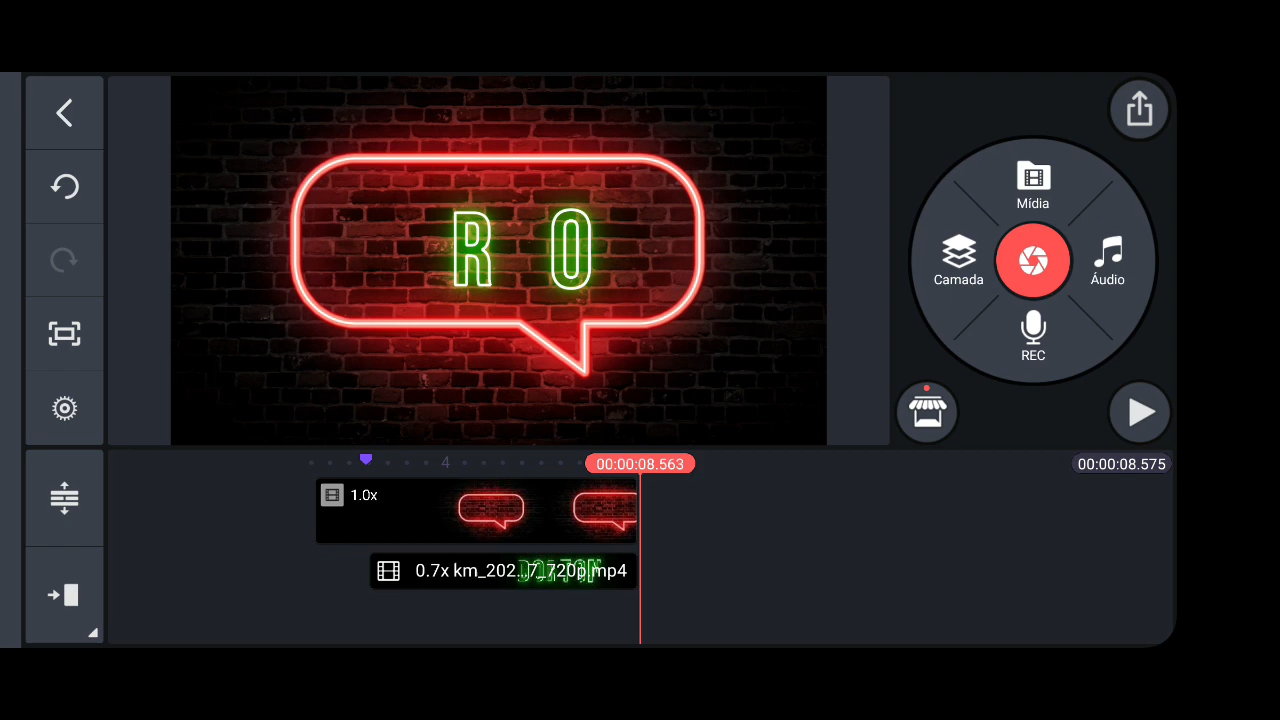 Mídia
R O
Camada
Áudio
REC
4
00:00:08.563
00:00:08.575
1.0x
0.7x km_202...7_720p.mp4